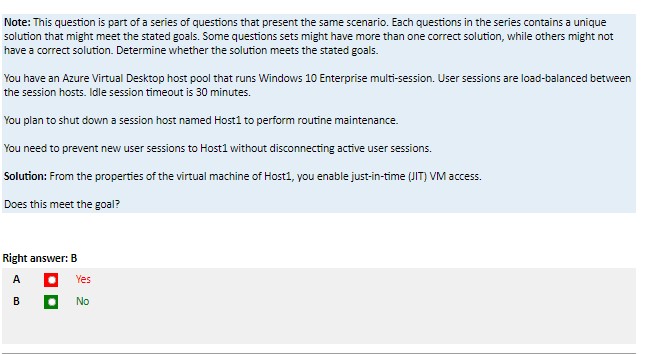 Note: This question is part of a series of questions that present the same scenario. Each questions in the series contains a unique
solution that might meet the stated goals. Some questions sets might have more than one correct solution, while others might not
have a correct solution. Determine whether the solution meets the stated goals.
You have an Azure Virtual Desktop host pool that runs Windows 10 Enterprise multi-session. User sessions are load-balanced between
the session hosts. Idle session timeout is 30 minutes.
You plan to shut down a session host named Host1 to perform routine maintenance.
You need to prevent new user sessions to Host1 without disconnecting active user sessions.
Solution: From the properties of the virtual machine of Host1, you enable just-in-time (JIT) VM access.
Does this meet the goal?
Right answer: B
A Yes
B No